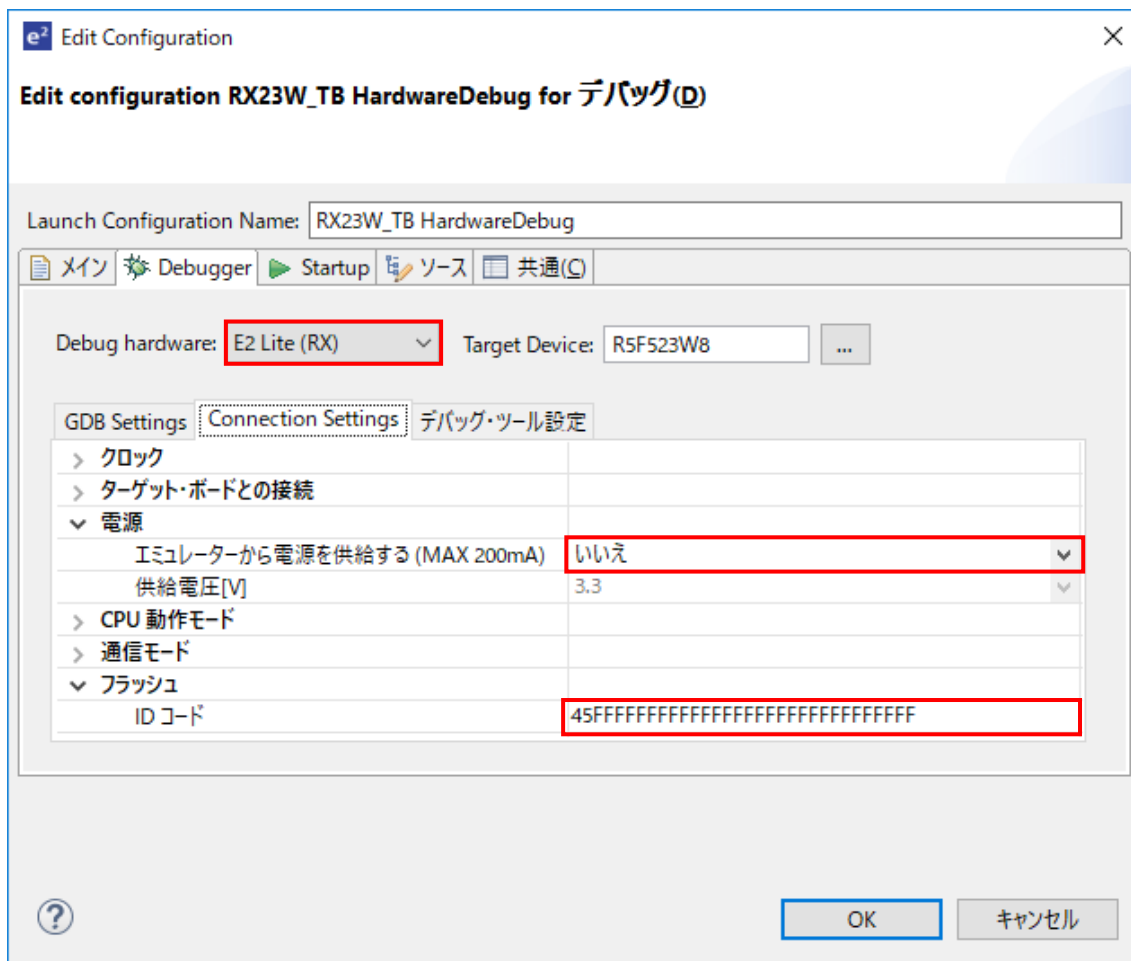 e² Edit Configuration
Edit configuration RX23W_TB HardwareDebug for デバッグ(D)
Launch Configuration Name: RX23W_TB HardwareDebug
メイン Debugger Startup ソース 共通(C)
Debug hardware: E2 Lite (RX) Target Device: R5F523W8 ...
GDB Settings Connection Settings デバッグ・ツール設定
クロック
ターゲット・ボードとの接続
電源
エミュレーターから電源を供給する (MAX 200mA) いいえ
供給電圧[V] 3.3
CPU 動作モード
通信モード
フラッシュ
ID コード 45FFFFFFFFFFFFFFFFFFFFFFFFFFFFFF
OK キャンセル